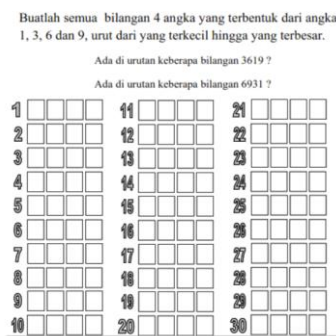 Buatlah semua bilangan 4 angka yang terbentuk dari angka
1, 3, 6 dan 9, urut dari yang terkecil hingga yang terbesar.
Ada di urutan keberapa bilangan 3619 ?
Ada di urutan keberapa bilangan 6931 ?
1 11 21
2 12 22
3 13 23
4 14 24
5 15 25
6 16 26
7 17 27
8 18 28
9 19 29
10 20 30